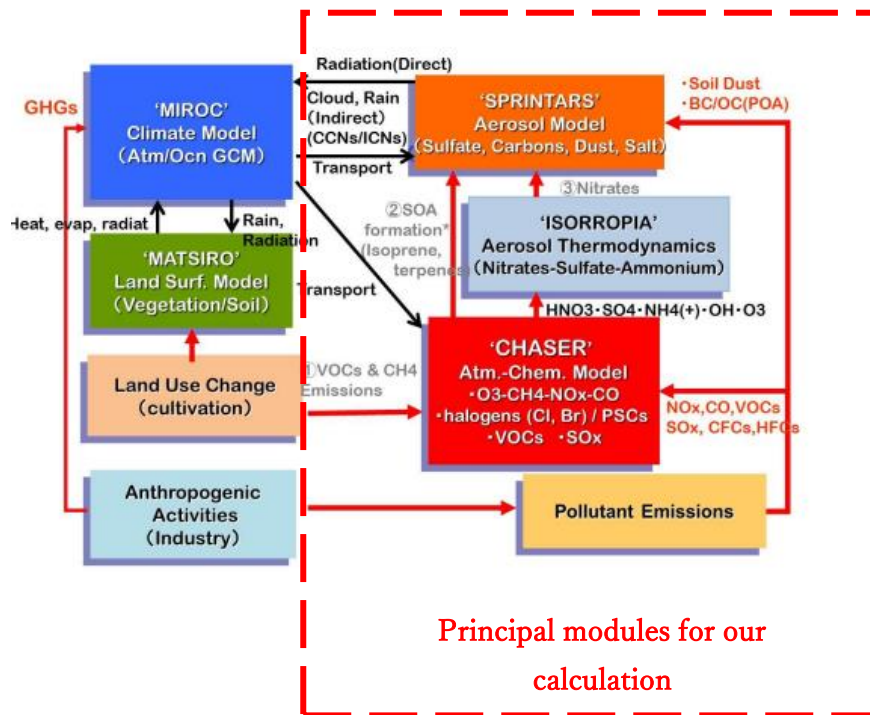 GHGs
'MIROC'
Climate Model
(Atm/Ocn GCM)
Radiation(Direct)
Cloud, Rain
(Indirect)
(CCNs/ICNs)
Transport
'SPRINTARS'
Aerosol Model
(Sulfate, Carbons, Dust, Salt)
・Soil Dust
・BC/OC(POA)
Heat, evap, radiat
Rain,
Radiation
②SOA
formation*
(Isoprene,
terpenes)
③Nitrates
'ISORROPIA'
Aerosol Thermodynamics
(Nitrates-Sulfate-Ammonium)
'MATSIRO'
Land Surf. Model
(Vegetation/Soil)
Transport
HNO3・SO4・NH4(+)・OH・O3
'CHASER'
Atm.-Chem. Model
・O3-CH4-NOx-CO
・halogens (Cl, Br) / PSCs
・VOCs ・SOx
Land Use Change
(cultivation)
①VOCs & CH4
Emissions
NOx,CO,VOCs
SOx, CFCs,HFCs
Anthropogenic
Activities
(Industry)
Pollutant Emissions
Principal modules for our
calculation